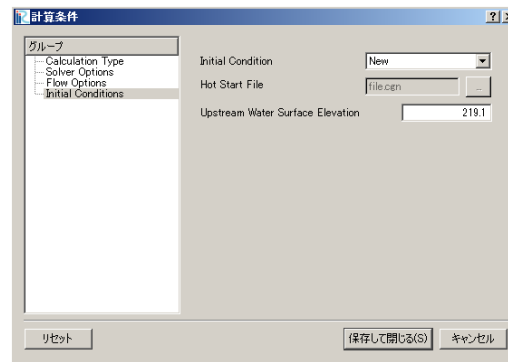 計算条件
グループ
Calculation Type
Solver Options
Flow Options
Initial Conditions
Initial Condition New
Hot Start File file.cgn ...
Upstream Water Surface Elevation 219.1
リセット 保存して閉じる(S) キャンセル